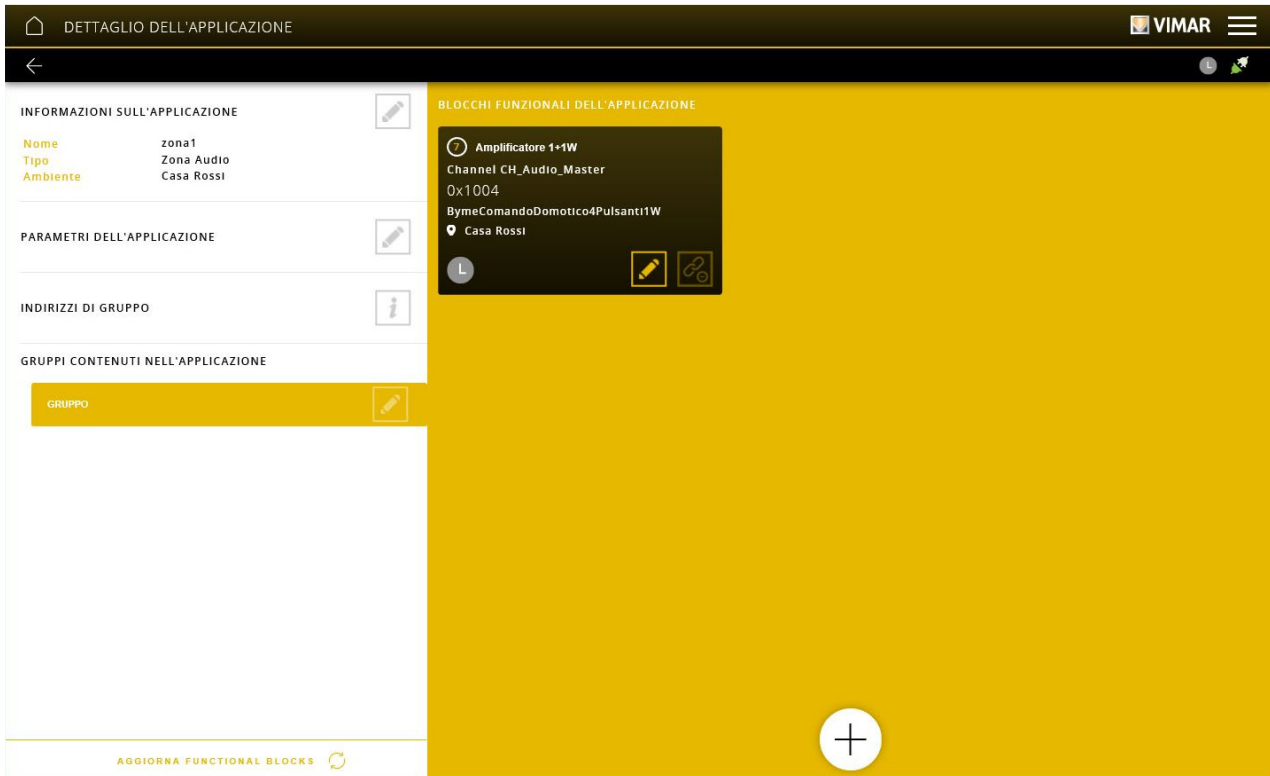 DETTAGLIO DELL'APPLICAZIONE
VIMAR
L
INFORMAZIONI SULL'APPLICAZIONE
Nome zona1
Tipo Zona Audio
Ambiente Casa Rossi
PARAMETRI DELL'APPLICAZIONE
INDIRIZZI DI GRUPPO
i
GRUPPI CONTENUTI NELL'APPLICAZIONE
GRUPPO
AGGIORNA FUNCTIONAL BLOCKS
BLOCCHI FUNZIONALI DELL'APPLICAZIONE
7 Amplificatore 1+1W
Channel CH_Audio_Master
0x1004
BymeComandoDomotico4Pulsanti1W
Casa Rossi
L